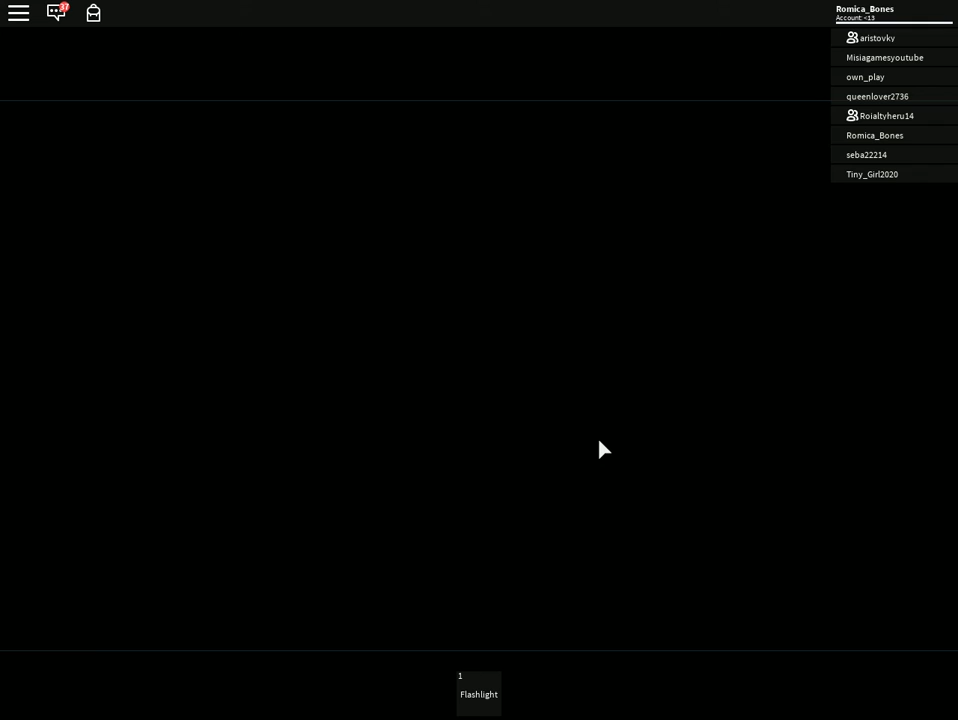 37
Romica_Bones
Account: <13
aristovky
Misiagamesyoutube
own_play
queenlover2736
Roialtyheru14
Romica_Bones
seba22214
Tiny_Girl2020
1
Flashlight